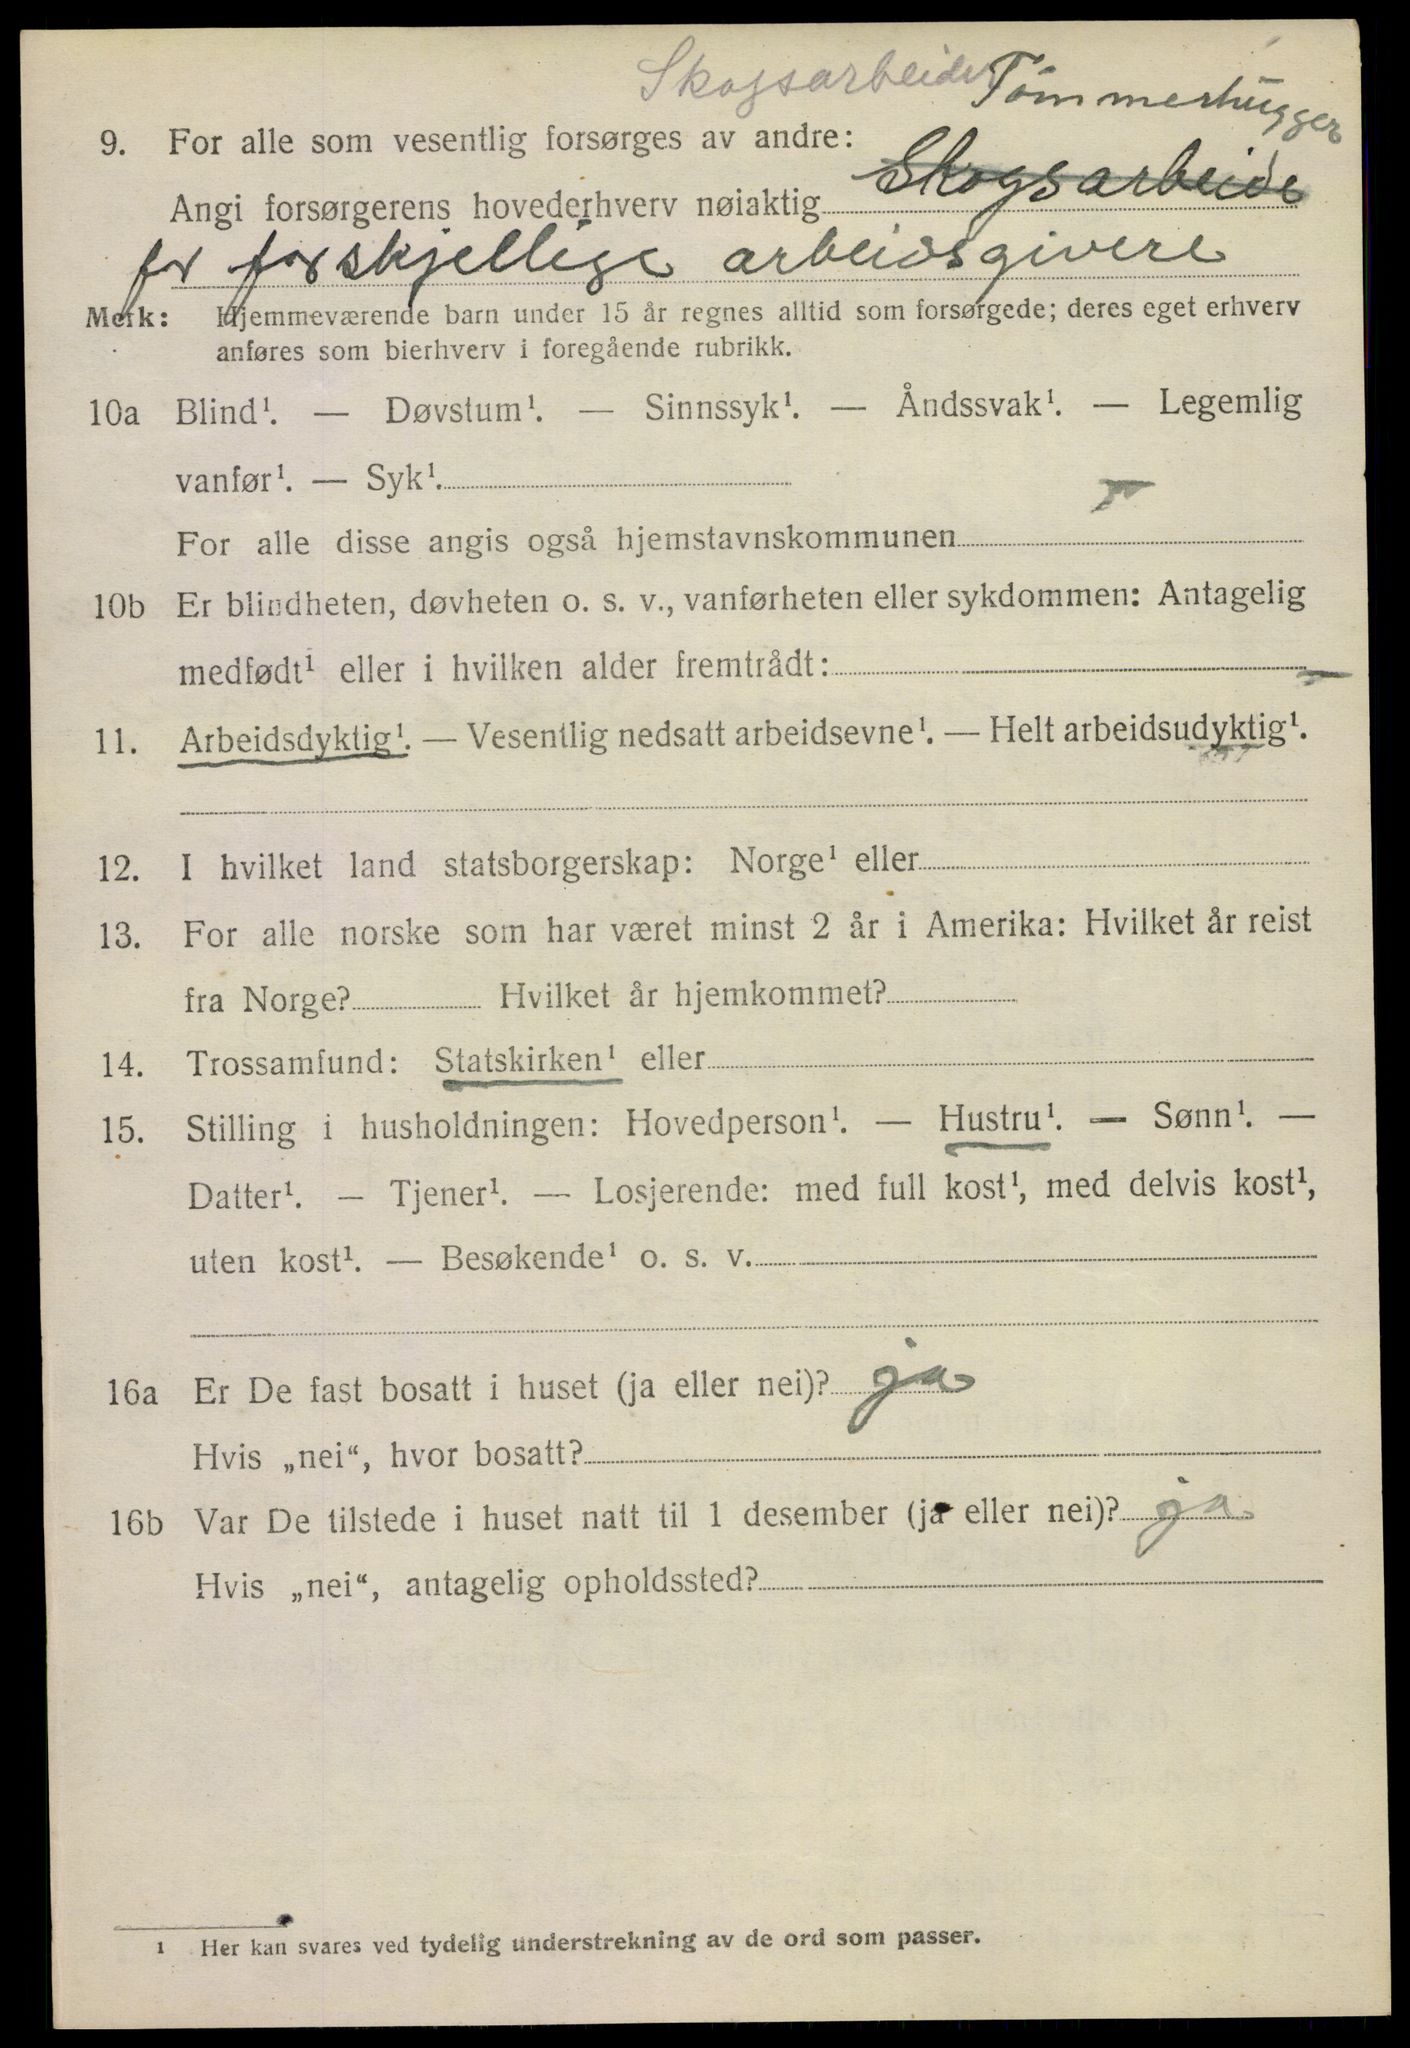 Skogsarbeider Tömmerhugger
9. For alle som vesentlig forsørges av andre:
Angi forsørgerens hovederhverv nøiaktig Skogsarbeide
for forskjellige arbeidsgivere
Merk: Hjemmeværende barn under 15 år regnes alltid som forsørgede; deres eget erhverv
anføres som bierhverv i foregående rubrikk.
10a Blind¹. — Døvstum¹. — Sinnssyk¹. — Åndssvak¹. — Legemlig
vanfør¹. — Syk¹.
For alle disse angis også hjemstavnskommunen
10b Er blindheten, døvheten o. s. v., vanførheten eller sykdommen: Antagelig
medfødt¹ eller i hvilken alder fremtrådt:
11. Arbeidsdyktig¹. — Vesentlig nedsatt arbeidsevne¹. — Helt arbeidsudyktig¹.
12. I hvilket land statsborgerskap: Norge¹ eller
13. For alle norske som har været minst 2 år i Amerika: Hvilket år reist
fra Norge? Hvilket år hjemkommet?
14. Trossamfund: Statskirken¹ eller
15. Stilling i husholdningen: Hovedperson¹. — Hustru¹. — Sønn¹. —
Datter¹. — Tjener¹. — Losjerende: med full kost¹, med delvis kost¹,
uten kost¹. — Besøkende¹ o. s. v.
16a Er De fast bosatt i huset (ja eller nei)? ja
Hvis „nei“, hvor bosatt?
16b Var De tilstede i huset natt til 1 desember (ja eller nei)? ja
Hvis „nei“, antagelig opholdssted?
¹ Her kan svares ved tydelig understrekning av de ord som passer.